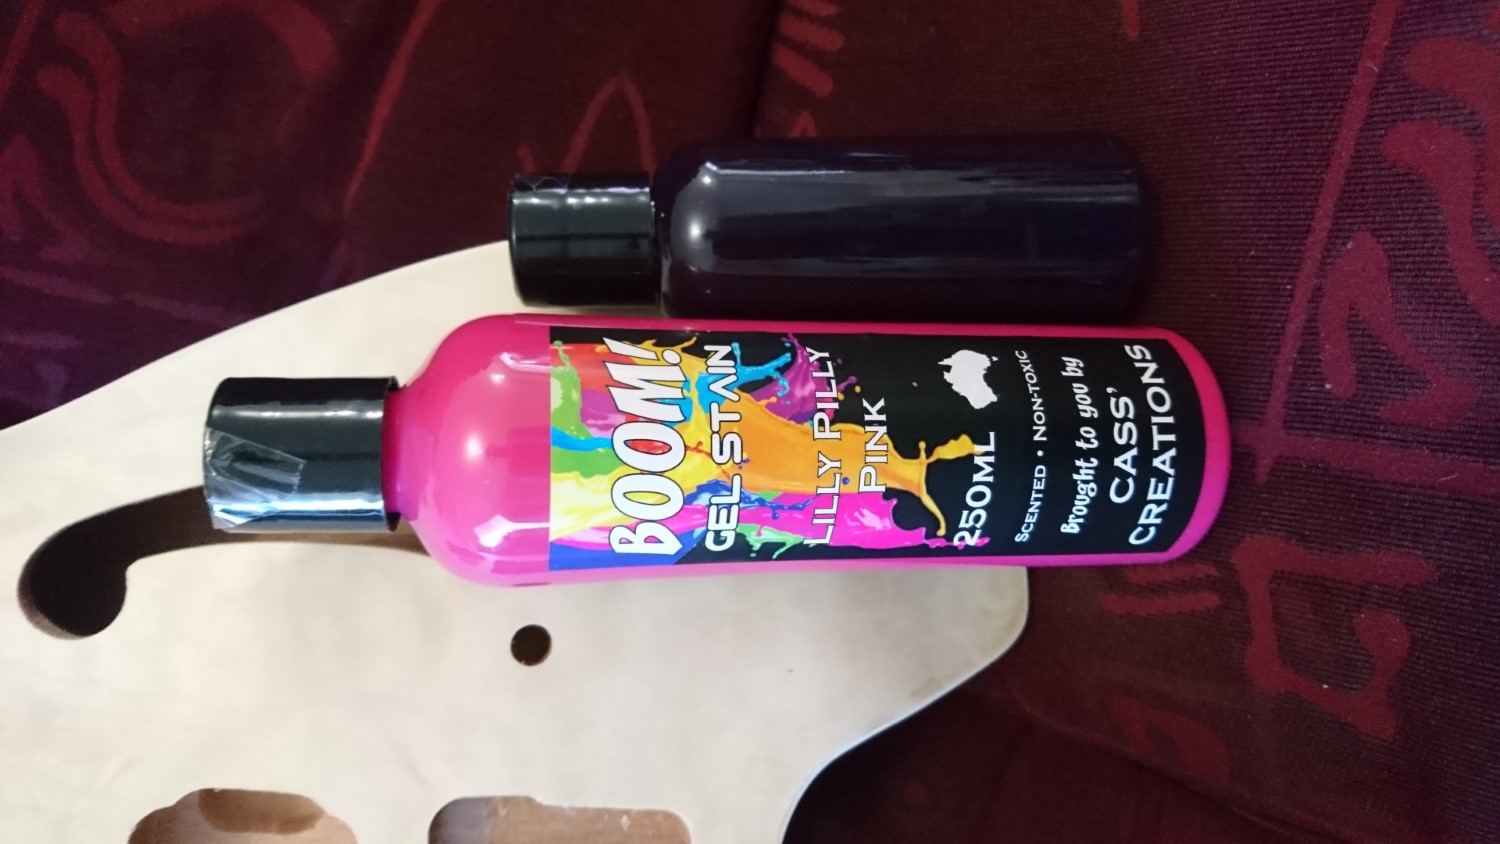 BOOM!
GEL STAIN
LILLY PILLY
PINK
250ML
SCENTED • NON-TOXIC
Brought to you by
CASS'
CREATIONS